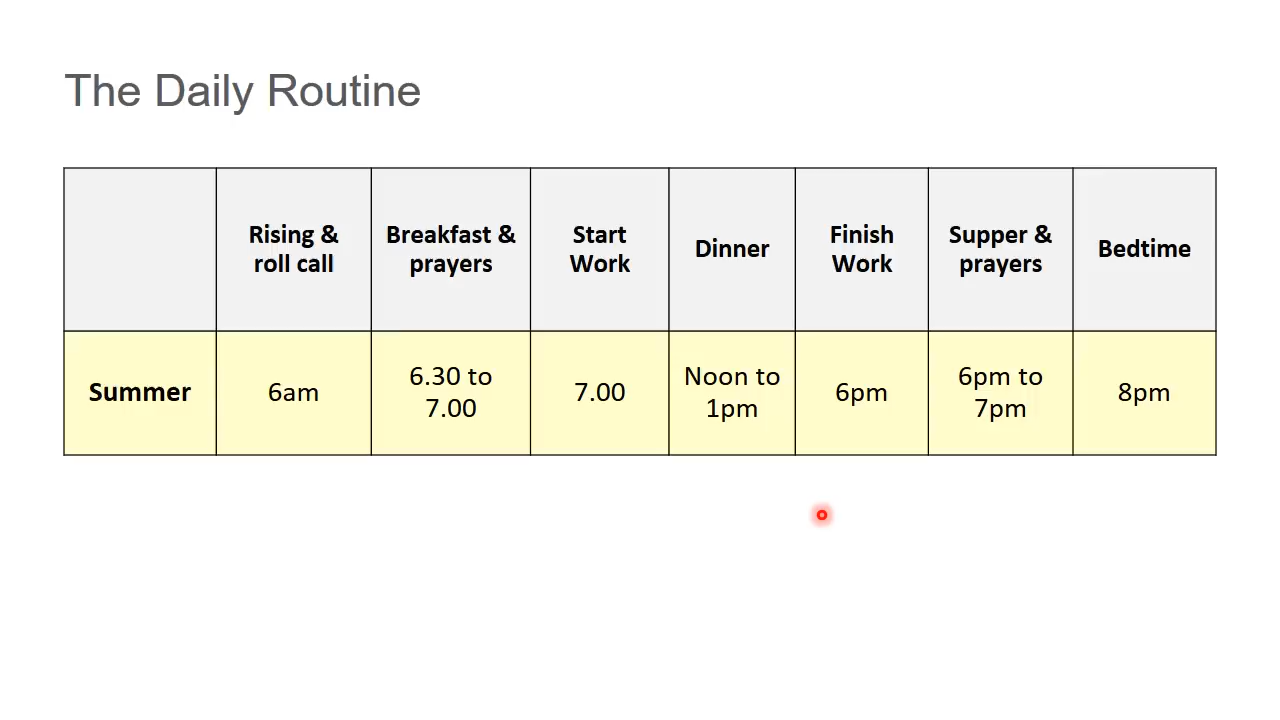 The Daily Routine
Rising &
roll call
Breakfast &
prayers
Start
Work
Dinner
Finish
Work
Supper &
prayers
Bedtime
Summer
6am
6.30 to
7.00
7.00
Noon to
1pm
6pm
6pm to
7pm
8pm